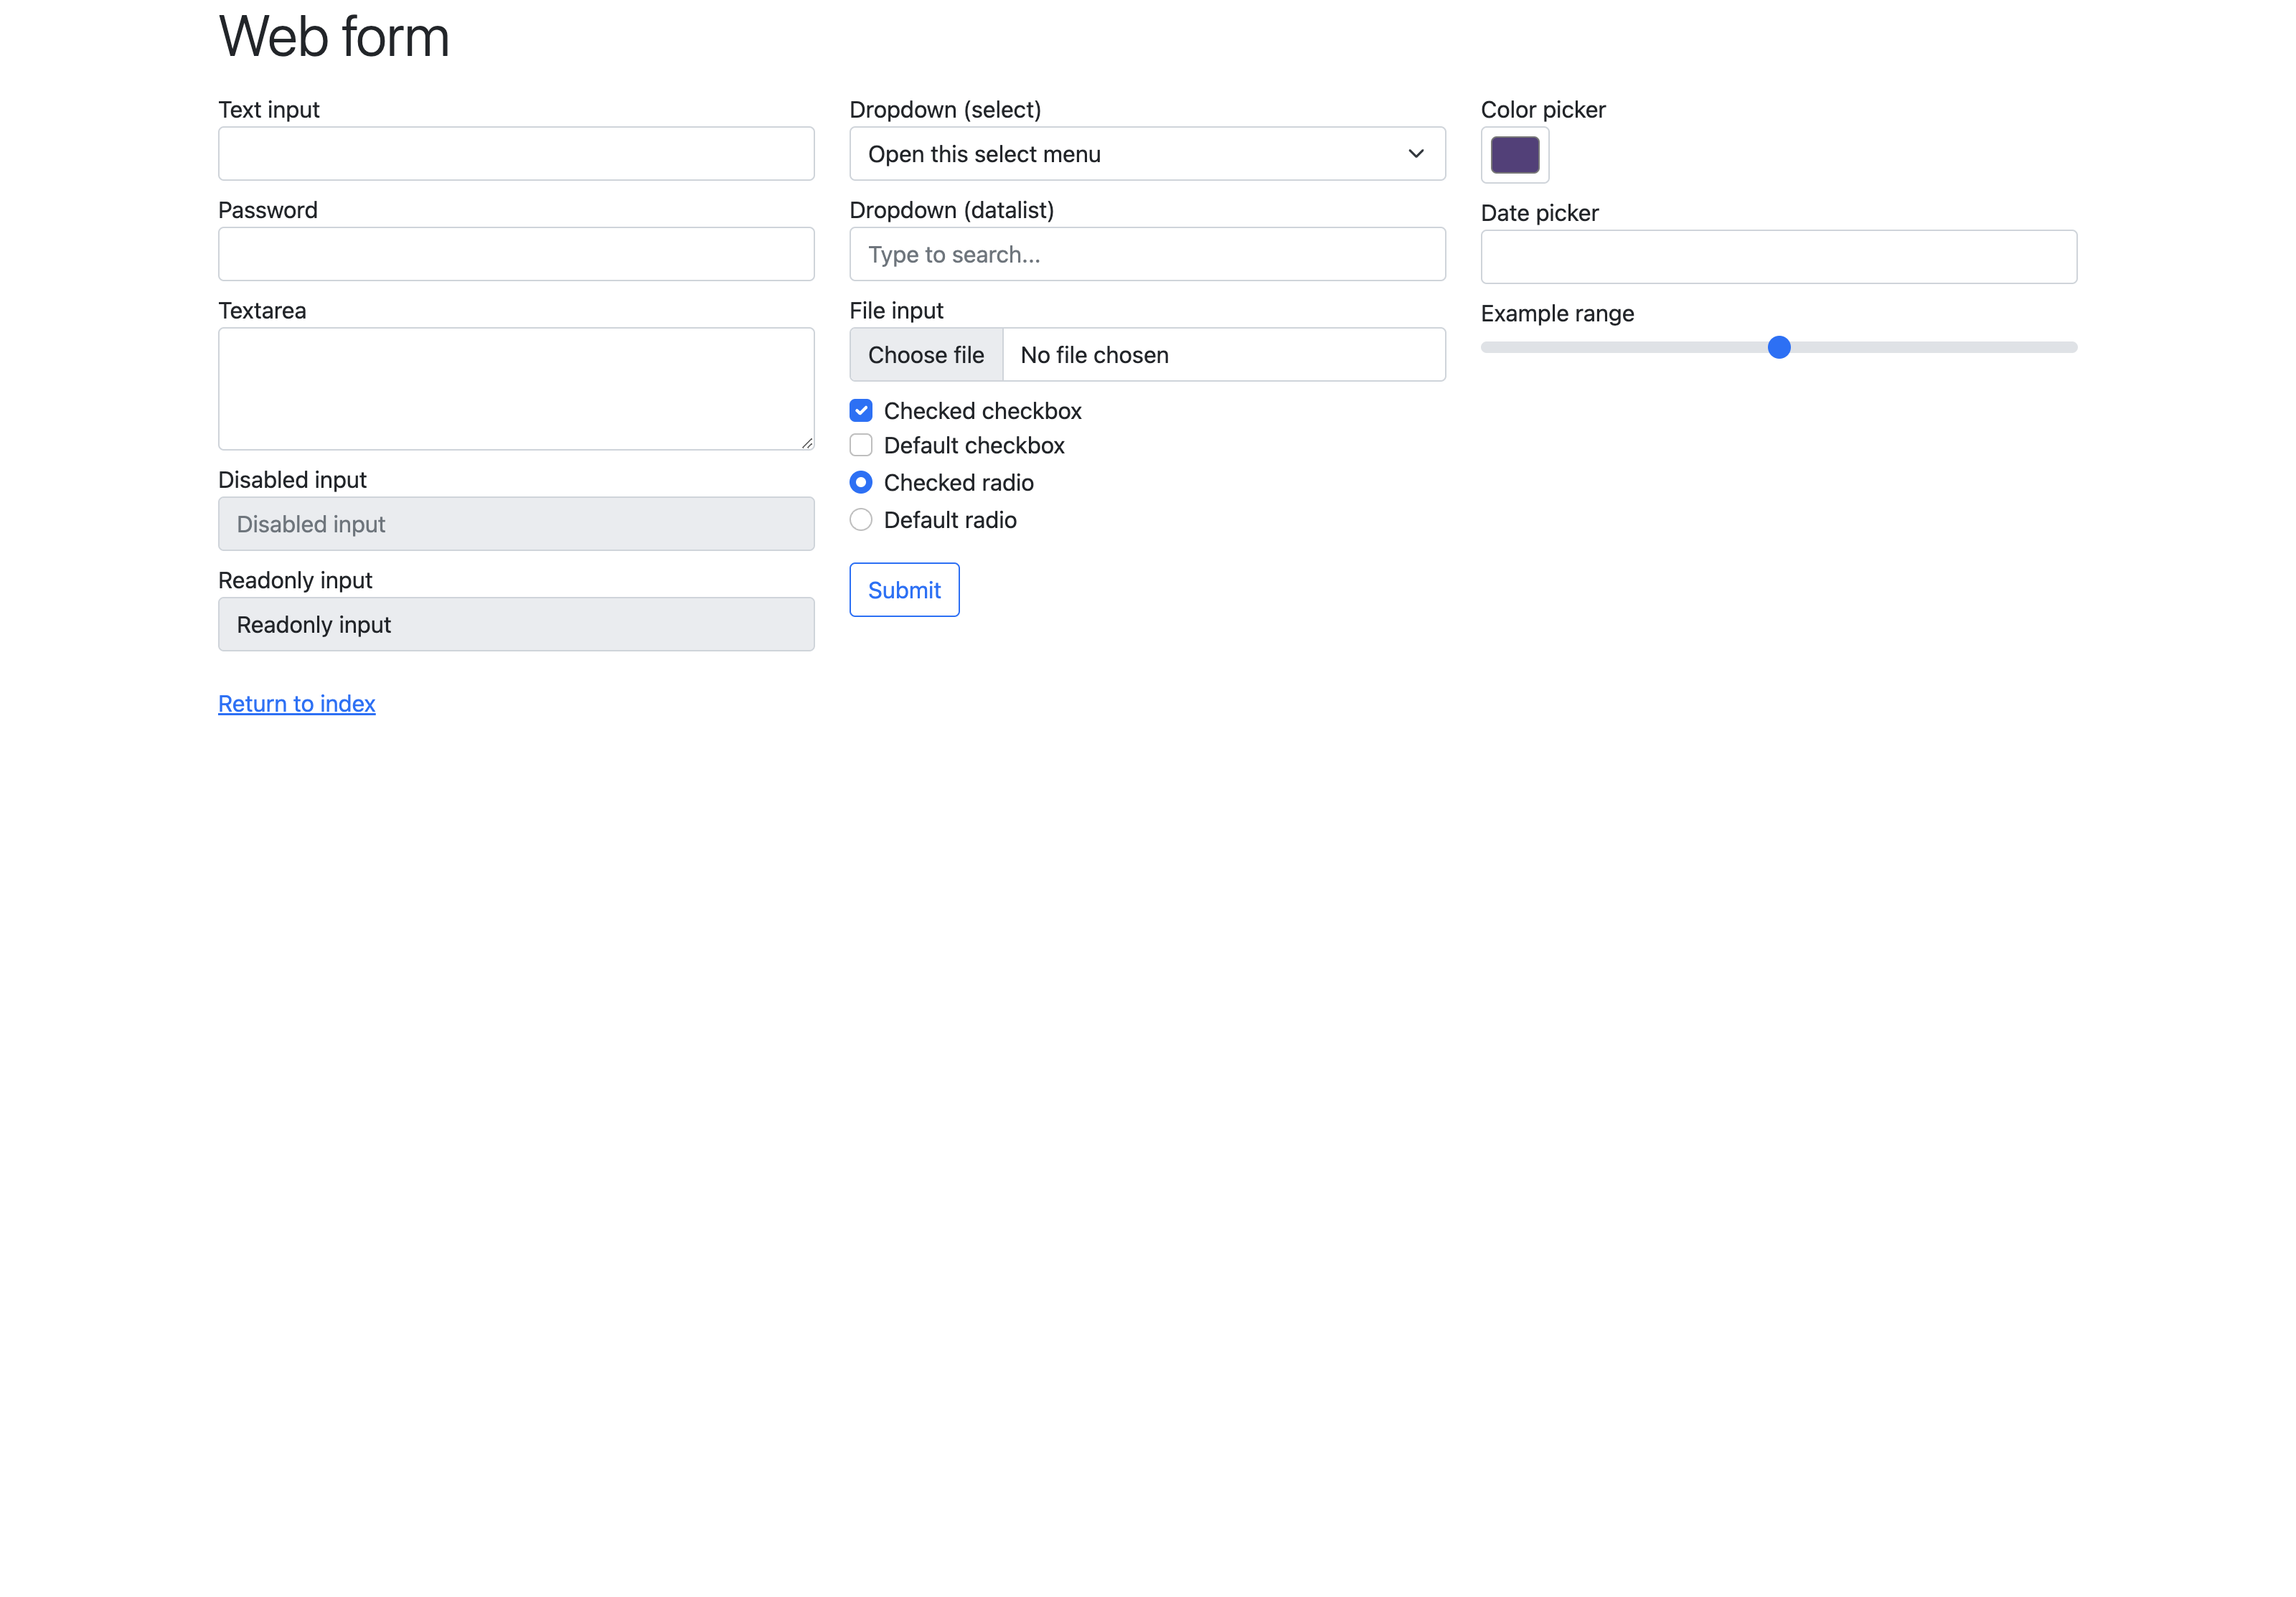 Web form
Text input
Password
Textarea
Disabled input
Disabled input
Readonly input
Readonly input
Return to index
Dropdown (select)
Open this select menu
Dropdown (datalist)
Type to search...
File input
Choose file No file chosen
Checked checkbox
Default checkbox
Checked radio
Default radio
Submit
Color picker
Date picker
Example range